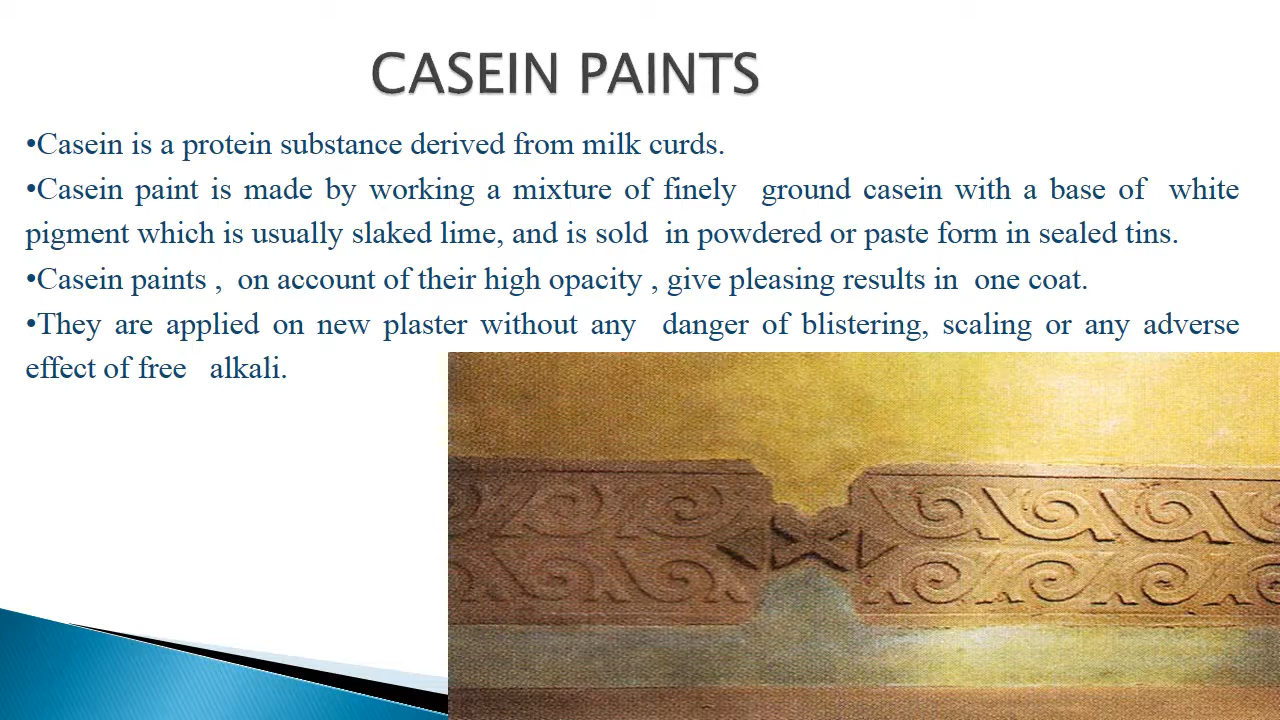 CASEIN PAINTS
•Casein is a protein substance derived from milk curds.
•Casein paint is made by working a mixture of finely ground casein with a base of white
pigment which is usually slaked lime, and is sold in powdered or paste form in sealed tins.
•Casein paints , on account of their high opacity , give pleasing results in one coat.
•They are applied on new plaster without any danger of blistering, scaling or any adverse
effect of free alkali.